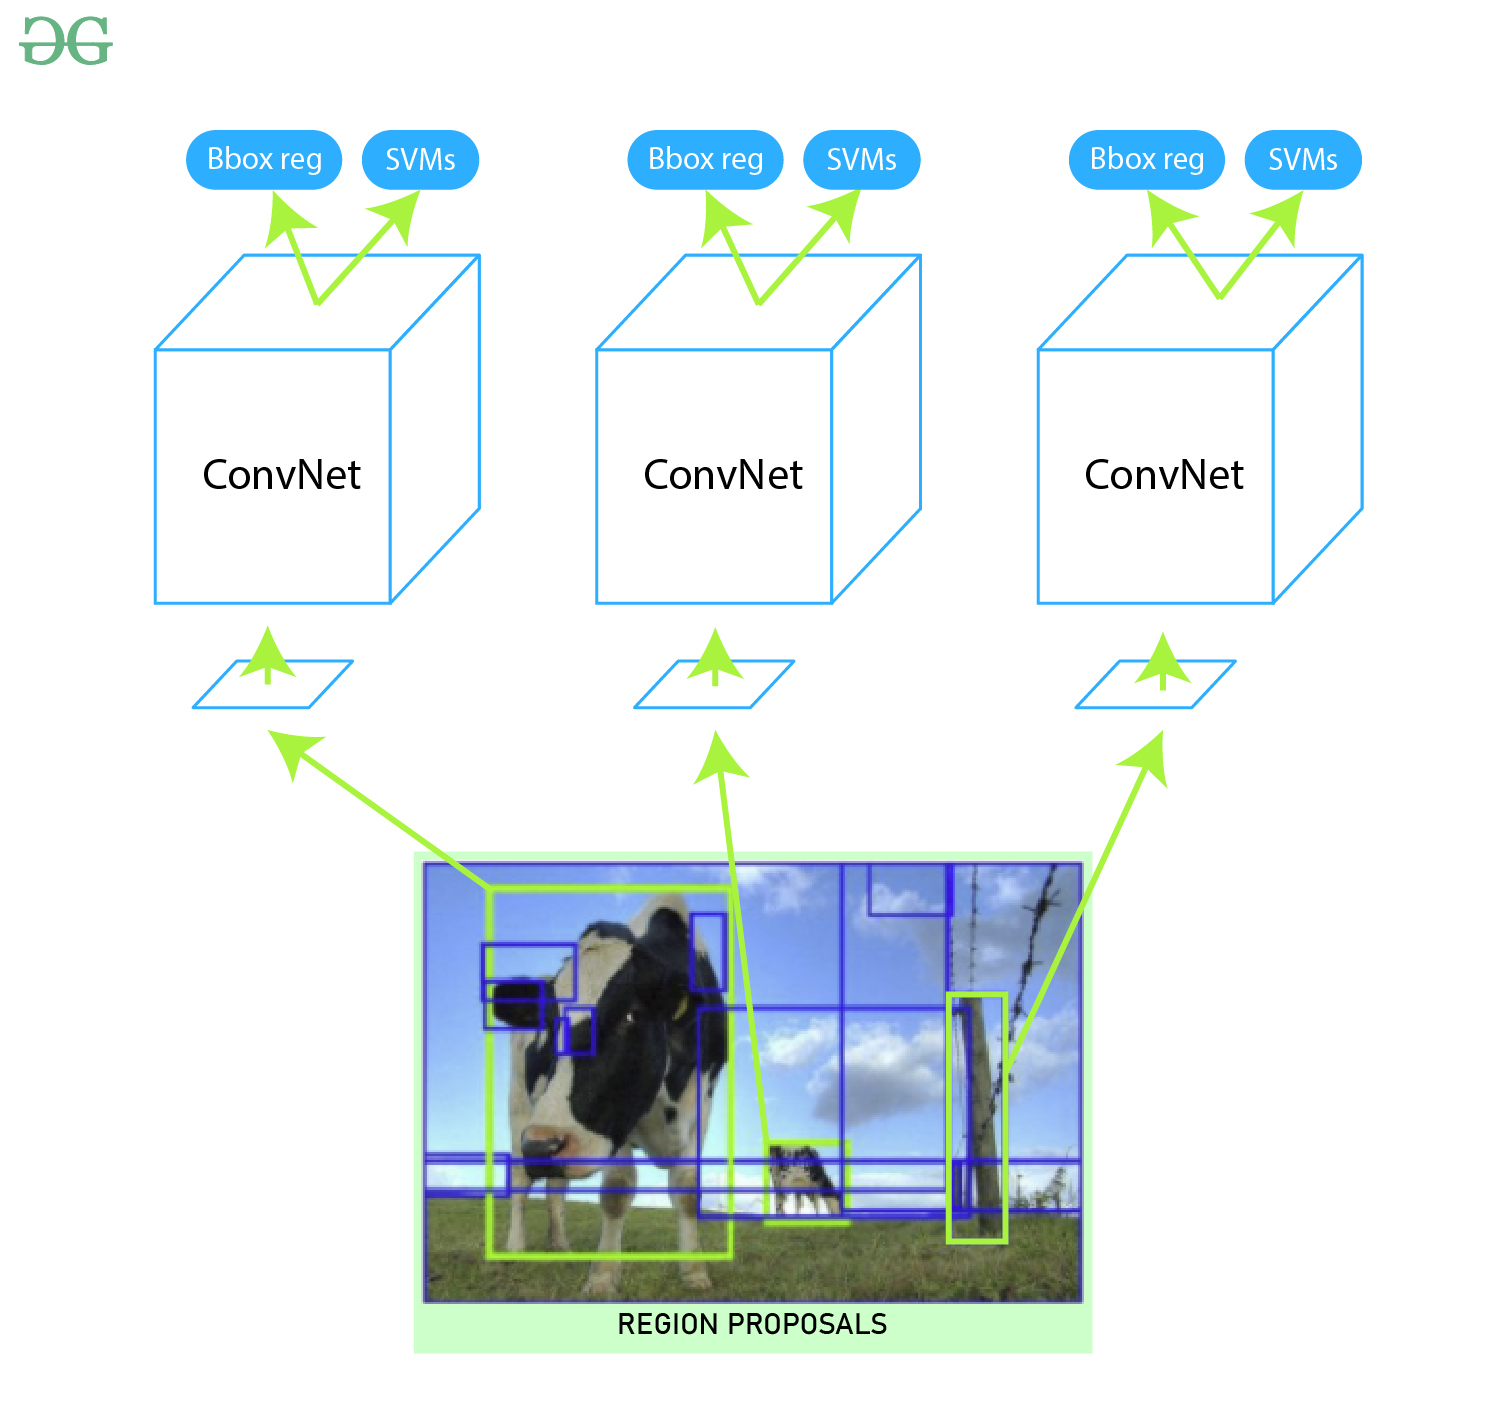 Bbox reg SVMs Bbox reg SVMs Bbox reg SVMs
ConvNet ConvNet ConvNet
REGION PROPOSALS